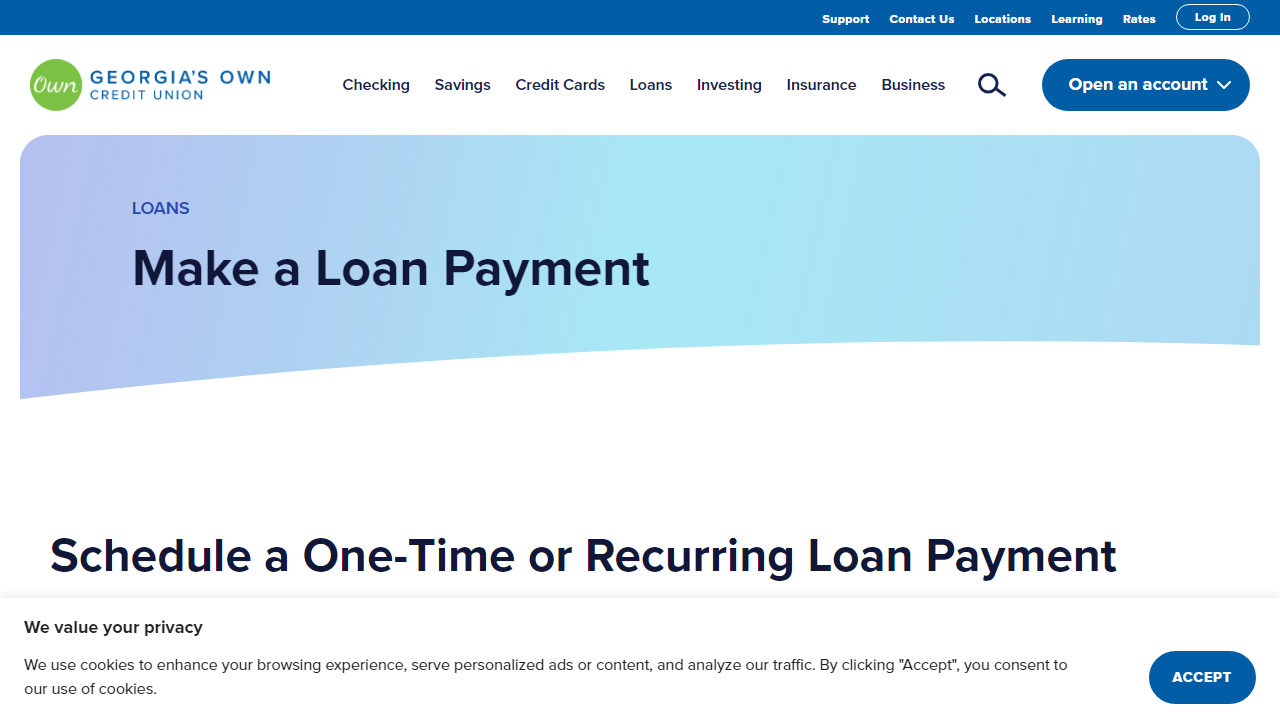 Support Contact Us Locations Learning Rates Log In
Own GEORGIA'S OWN
CREDIT UNION
Checking Savings Credit Cards Loans Investing Insurance Business Open an account
LOANS
Make a Loan Payment
Schedule a One-Time or Recurring Loan Payment
We value your privacy
We use cookies to enhance your browsing experience, serve personalized ads or content, and analyze our traffic. By clicking "Accept", you consent to
our use of cookies.
ACCEPT